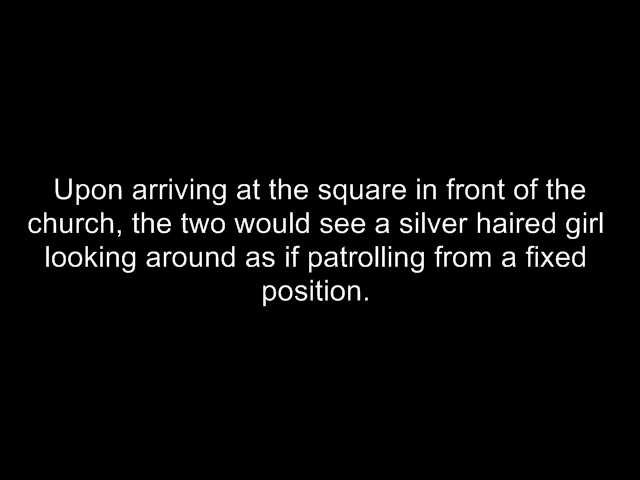 Upon arriving at the square in front of the
church, the two would see a silver haired girl
looking around as if patrolling from a fixed
position.